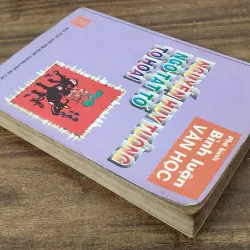 NGUYỄN HUY TƯỞNG
NGÔ TẤT TỐ
TÔ HOÀI
Phê bình
Bình luận
VĂN HỌC